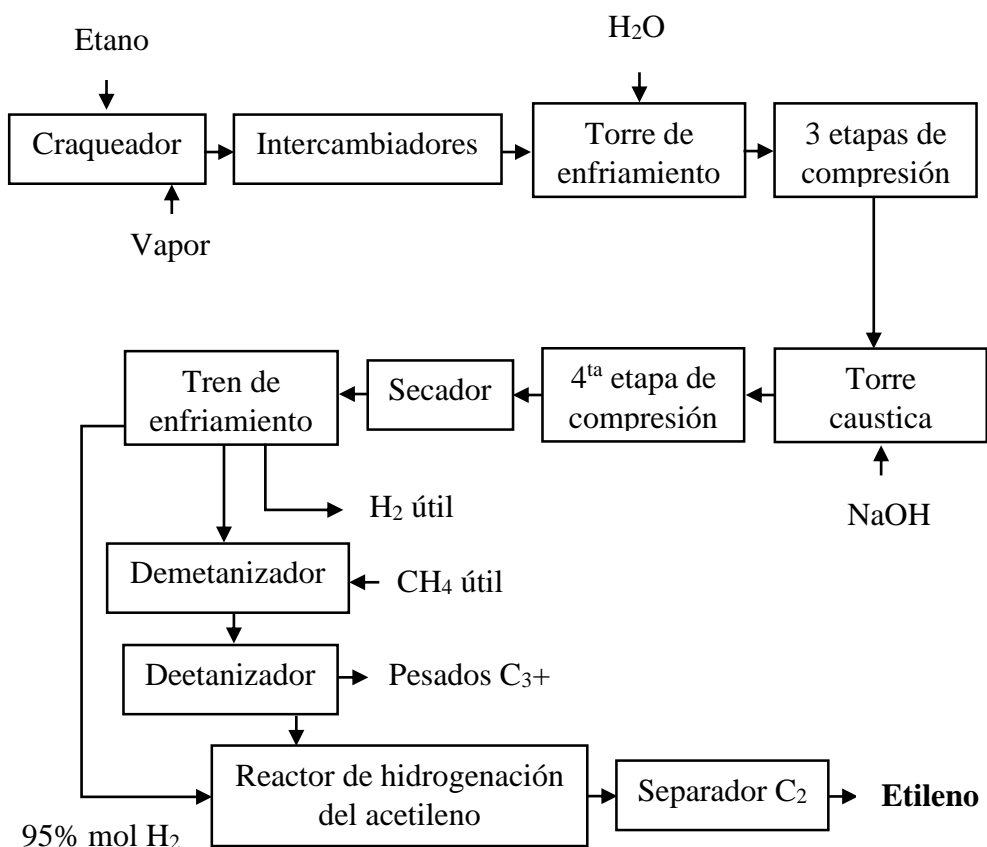 Etano
H₂O
Craqueador
Intercambiadores
Torre de
enfriamiento
3 etapas de
compresión
Vapor
Tren de
enfriamiento
Secador
4ᵗᵃ etapa de
compresión
Torre
caustica
H₂ útil
NaOH
Demetanizador
CH₄ útil
Deetanizador
Pesados C₃+
Reactor de hidrogenación
del acetileno
Separador C₂
Etileno
95% mol H₂